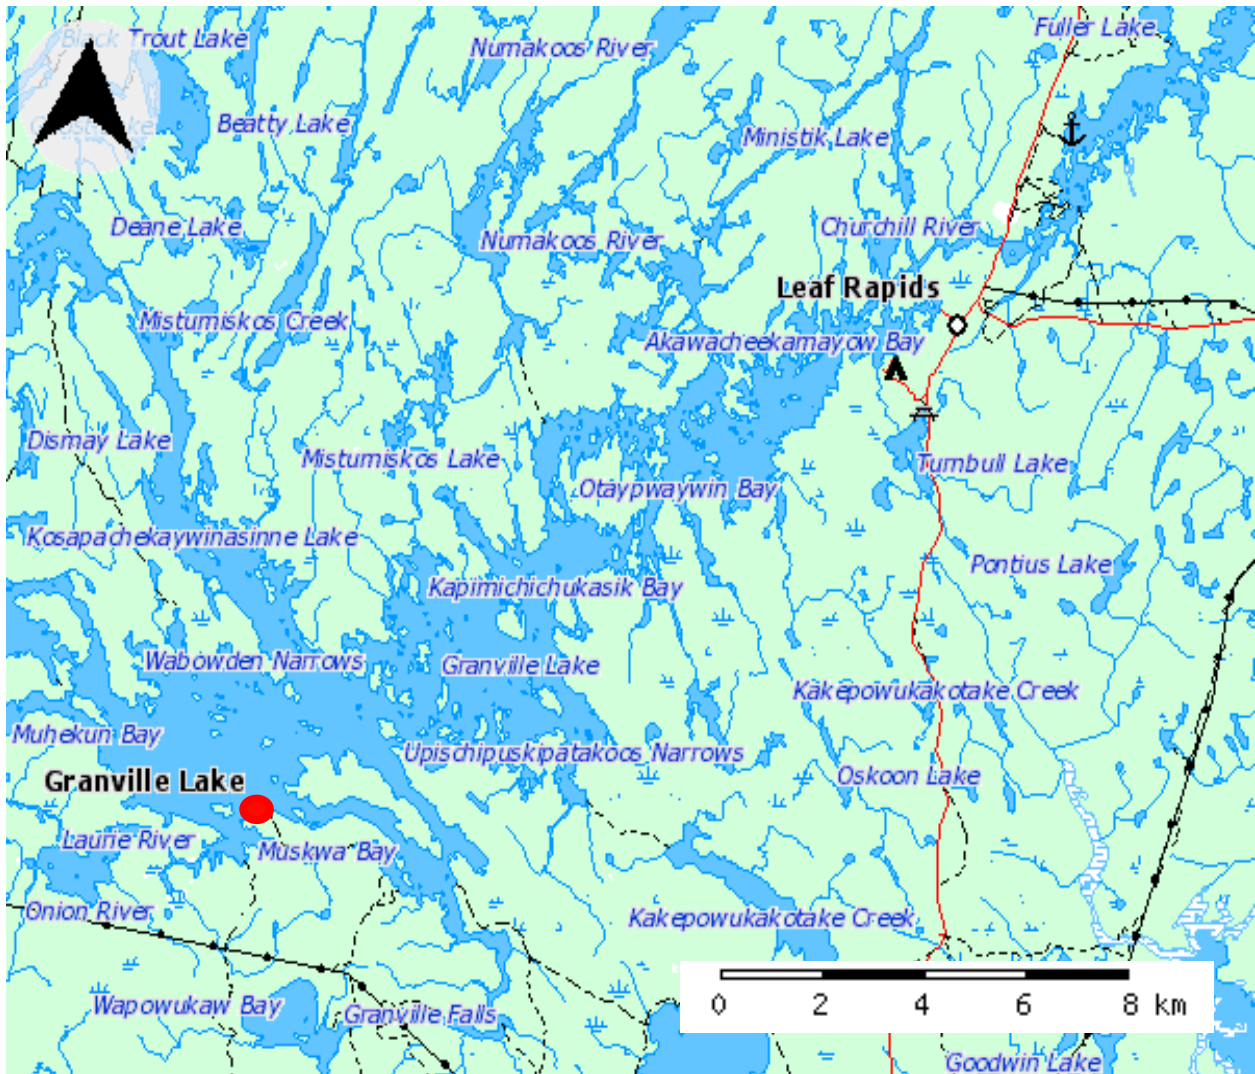 Fuller Lake
Black Trout Lake
Numakoos River
Beatty Lake
Ministik Lake
Deane Lake
Numakoos River
Churchill River
Leaf Rapids
Mistumiskos Creek
Akawacheekamayow Bay
Dismay Lake
Mistumiskos Lake
Turnbull Lake
Otaypwaywin Bay
Kosapachekaywinasinne Lake
Pontius Lake
Kapimichichukasik Bay
Wabowden Narrows
Granville Lake
Kakepowukakotake Creek
Muhekun Bay
Upischipuskipatakoos Narrows
Granville Lake
Oskoon Lake
Laurie River
Muskwa Bay
Onion River
Kakepowukakotake Creek
Wapowukaw Bay
Granville Falls
0 2 4 6 8 km
Goodwin Lake